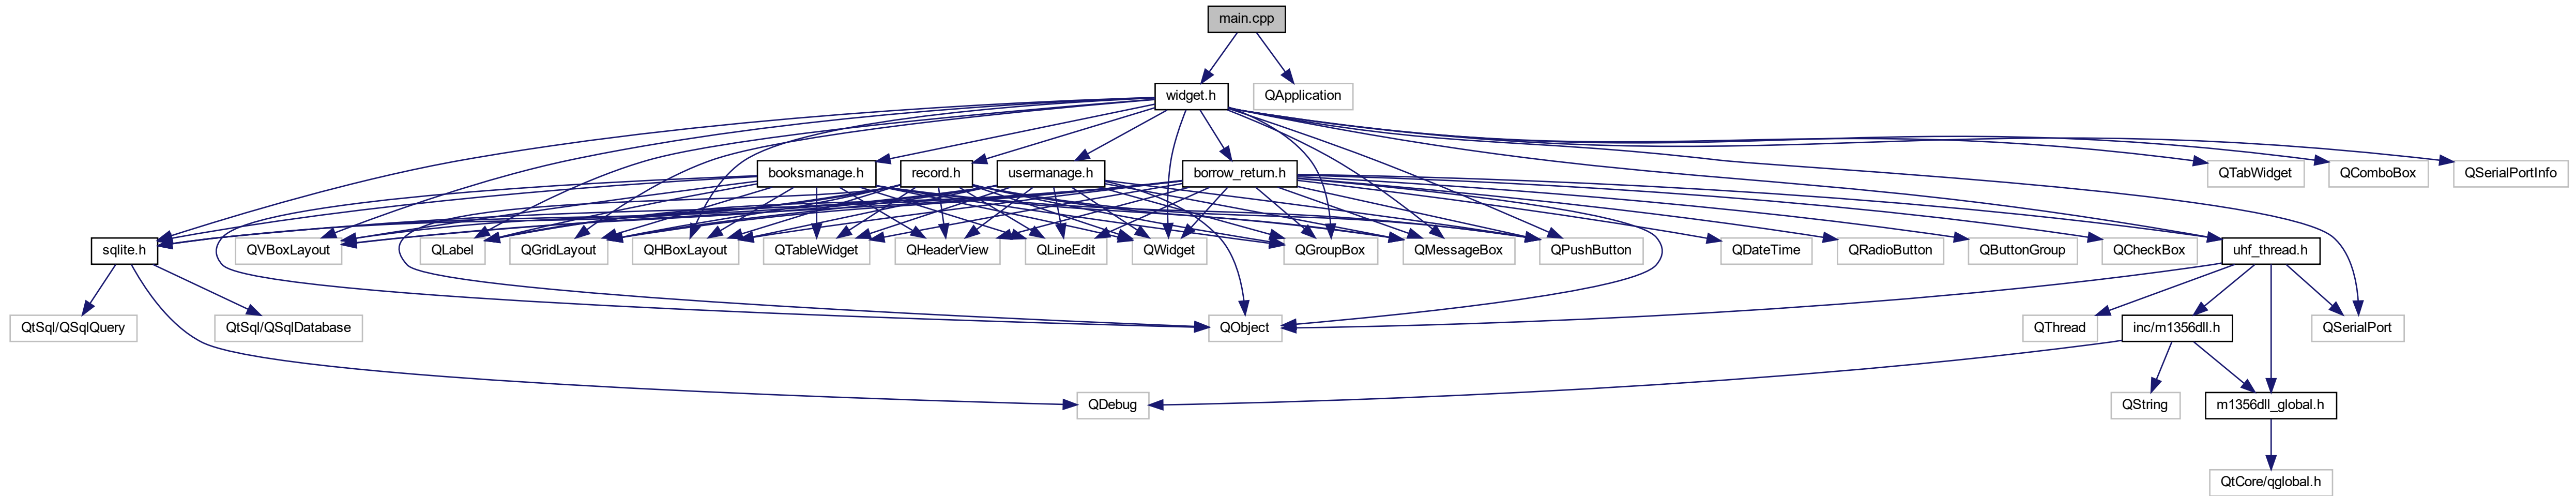 main.cpp
widget.h
QApplication
booksmanage.h
record.h
usermanage.h
borrow_return.h
QTabWidget
QComboBox
QSerialPortInfo
sqlite.h
QVBoxLayout
QLabel
QGridLayout
QHBoxLayout
QTableWidget
QHeaderView
QLineEdit
QWidget
QGroupBox
QMessageBox
QPushButton
QDateTime
QRadioButton
QButtonGroup
QCheckBox
uhf_thread.h
QtSql/QSqlQuery
QtSql/QSqlDatabase
QObject
QThread
inc/m1356dll.h
QSerialPort
QDebug
QString
m1356dll_global.h
QtCore/qglobal.h